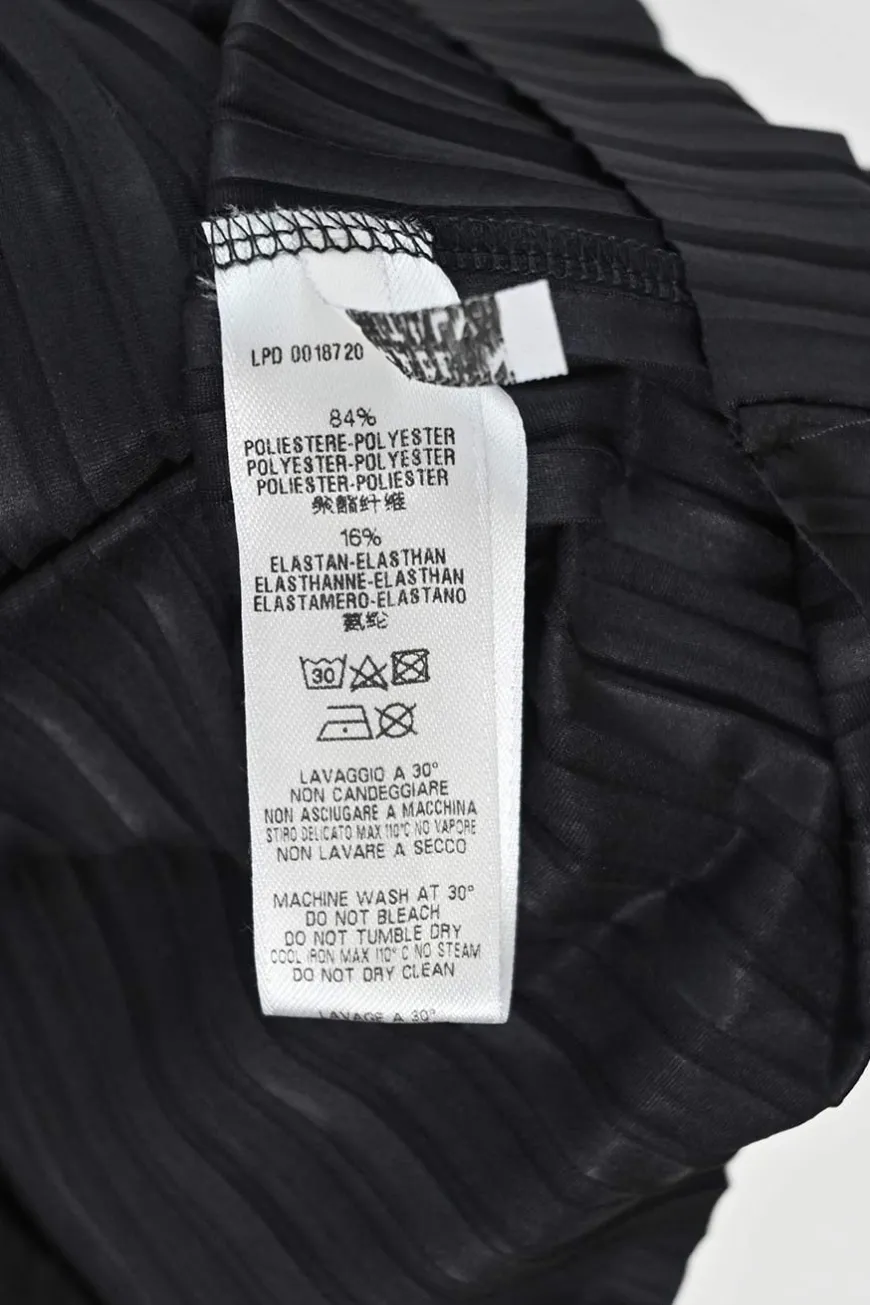 LPD 0018720
84%
POLIESTERE-POLYESTER
POLYESTER-POLYESTER
POLIESTER-POLIESTER
聚酯纤维
16%
ELASTAN-ELASTHAN
ELASTHANNE-ELASTHAN
ELASTAMERO-ELASTANO
氨纶
30
LAVAGGIO A 30°
NON CANDEGGIARE
NON ASCIUGARE A MACCHINA
STIRO DELICATO MAX 110°C NO VAPORE
NON LAVARE A SECCO
MACHINE WASH AT 30°
DO NOT BLEACH
DO NOT TUMBLE DRY
COOL IRON MAX 110° C NO STEAM
DO NOT DRY CLEAN
LAVAGE A 30°